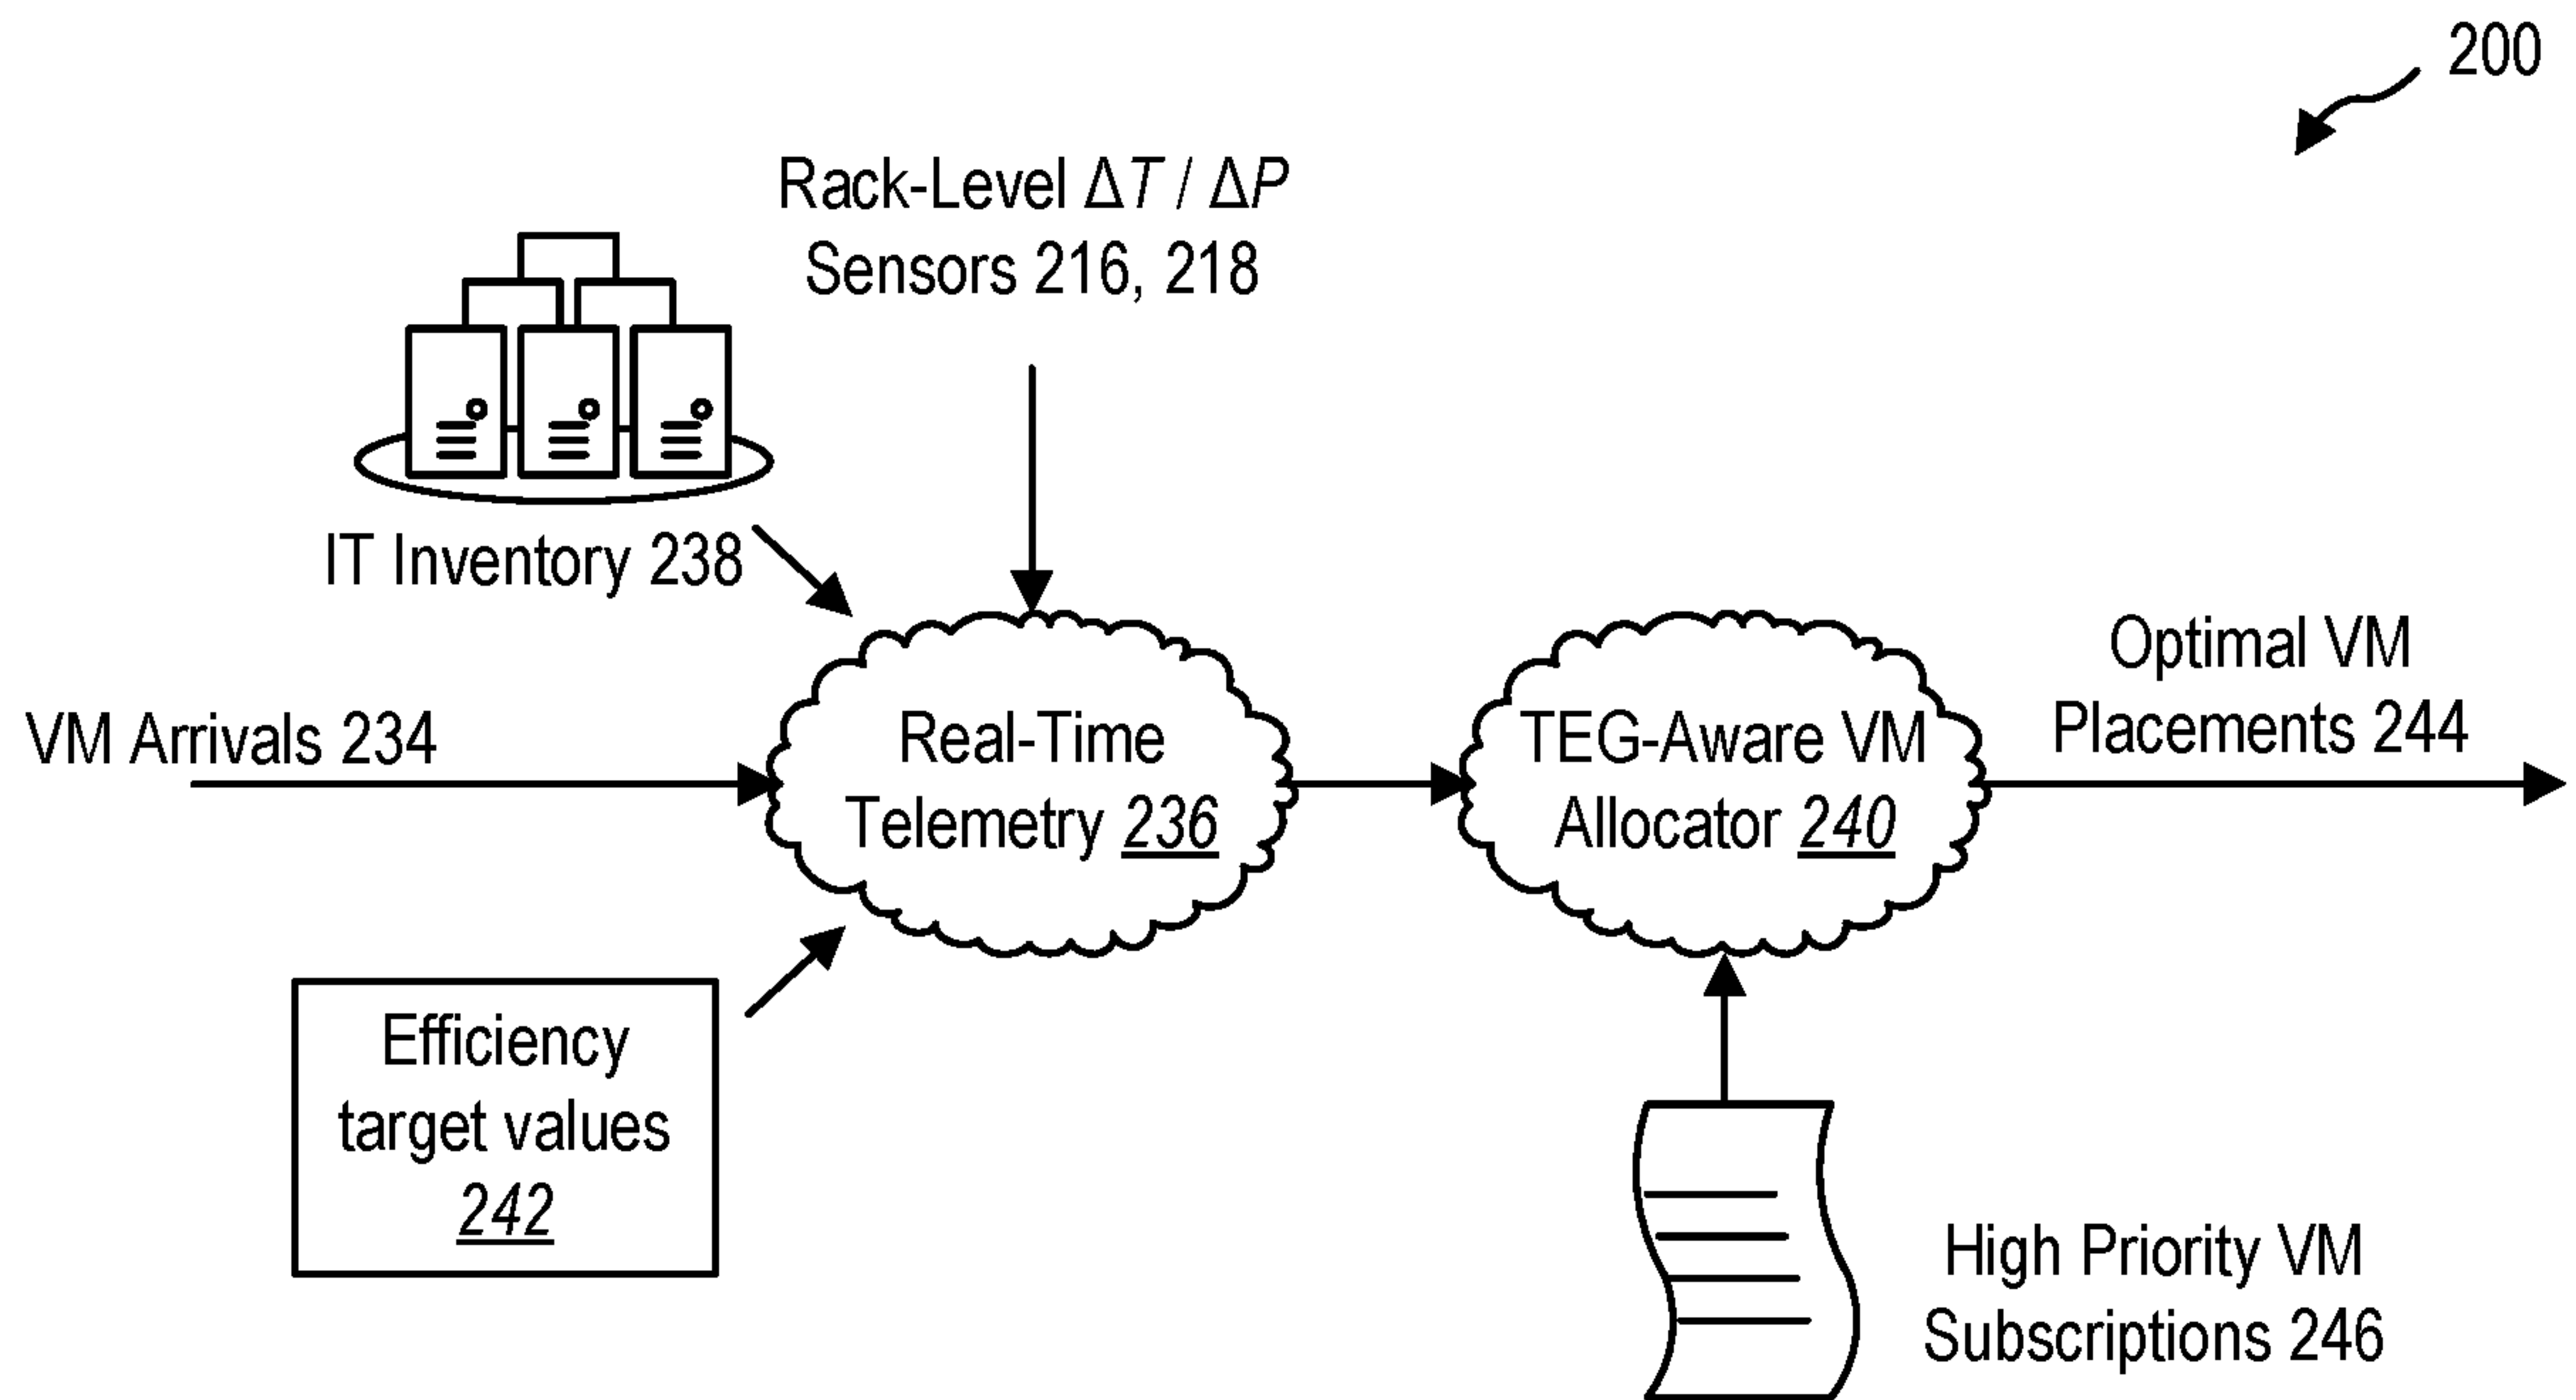 200
Rack-Level ΔT / ΔP
Sensors 216, 218
IT Inventory 238
VM Arrivals 234
Real-Time
Telemetry 236
TEG-Aware VM
Allocator 240
Optimal VM
Placements 244
Efficiency
target values
242
High Priority VM
Subscriptions 246